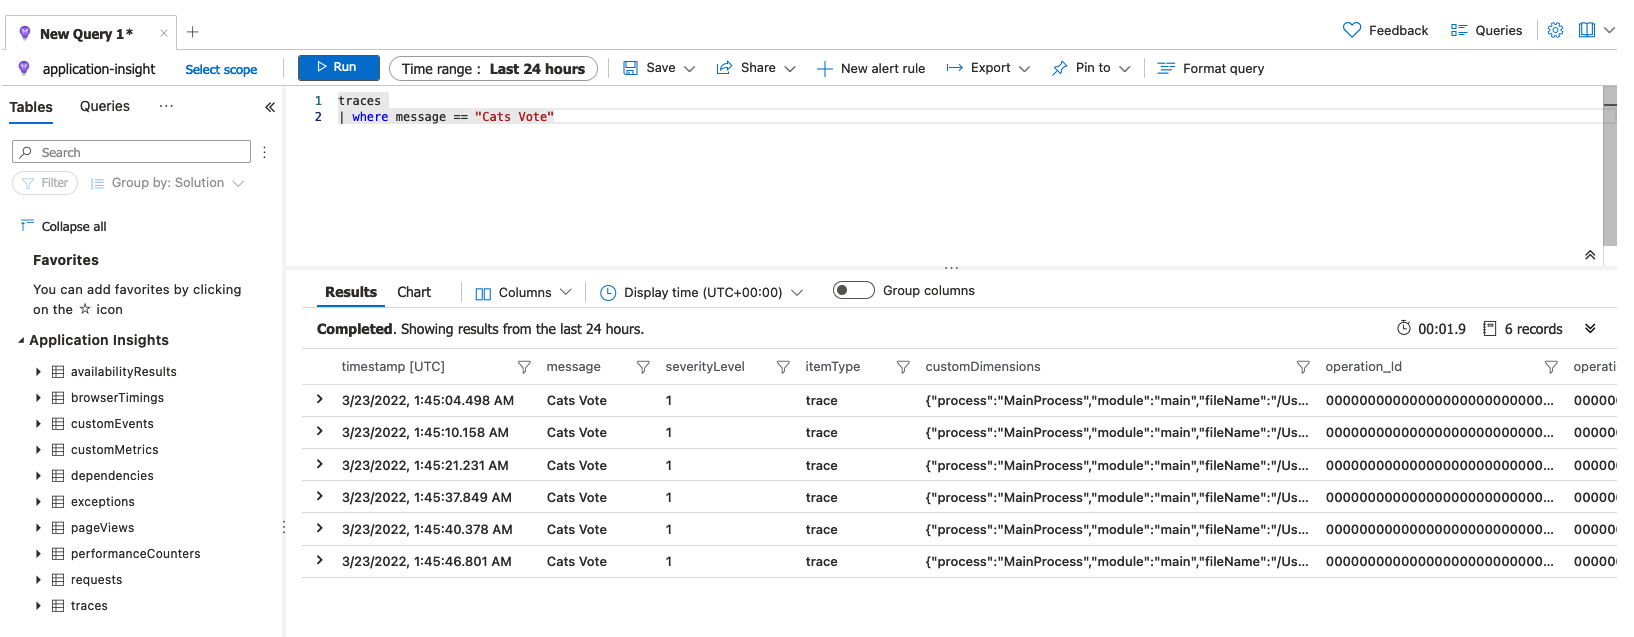 New Query 1*
Feedback Queries
application-insight Select scope Run Time range : Last 24 hours Save Share New alert rule Export Pin to Format query
Tables Queries ...
1 traces
2 | where message == "Cats Vote"
Search
Filter Group by: Solution
Collapse all
Favorites
You can add favorites by clicking
on the ☆ icon
Application Insights
availabilityResults
browserTimings
customEvents
customMetrics
dependencies
exceptions
pageViews
performanceCounters
requests
traces
Results Chart Columns Display time (UTC+00:00) Group columns
Completed. Showing results from the last 24 hours. 00:01.9 6 records
timestamp [UTC] message severityLevel itemType customDimensions operation_Id operati
3/23/2022, 1:45:04.498 AM Cats Vote 1 trace {"process":"MainProcess","module":"main","fileName":"/Us... 00000000000000000000000000... 00000
3/23/2022, 1:45:10.158 AM Cats Vote 1 trace {"process":"MainProcess","module":"main","fileName":"/Us... 00000000000000000000000000... 00000
3/23/2022, 1:45:21.231 AM Cats Vote 1 trace {"process":"MainProcess","module":"main","fileName":"/Us... 00000000000000000000000000... 00000
3/23/2022, 1:45:37.849 AM Cats Vote 1 trace {"process":"MainProcess","module":"main","fileName":"/Us... 00000000000000000000000000... 00000
3/23/2022, 1:45:40.378 AM Cats Vote 1 trace {"process":"MainProcess","module":"main","fileName":"/Us... 00000000000000000000000000... 00000
3/23/2022, 1:45:46.801 AM Cats Vote 1 trace {"process":"MainProcess","module":"main","fileName":"/Us... 00000000000000000000000000... 00000